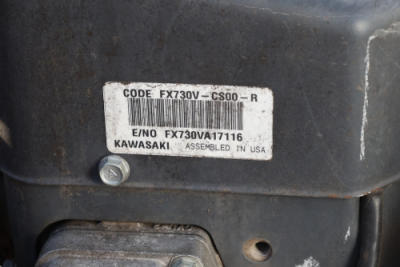 CODE FX730V-CS00-R
E/NO FX730VA17116
KAWASAKI ASSEMBLED IN USA